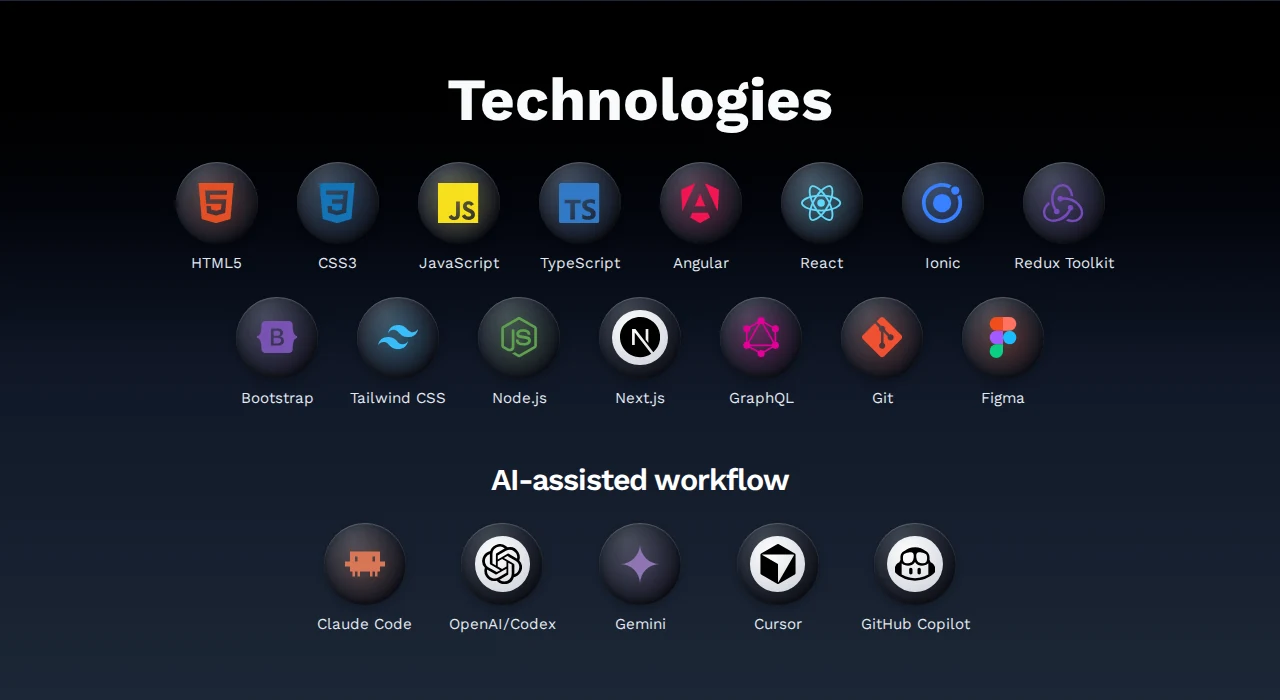 Technologies
HTML5 CSS3 JavaScript TypeScript Angular React Ionic Redux Toolkit
Bootstrap Tailwind CSS Node.js Next.js GraphQL Git Figma
AI-assisted workflow
Claude Code OpenAI/Codex Gemini Cursor GitHub Copilot